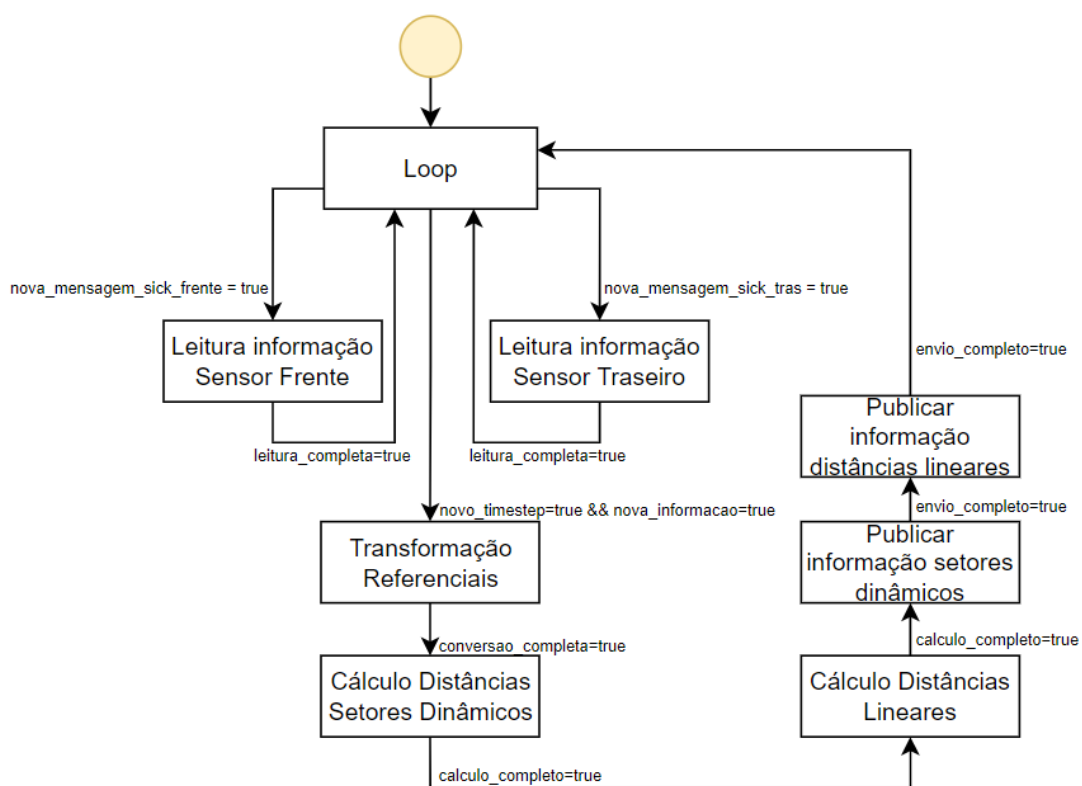 Loop
nova_mensagem_sick_frente = true
nova_mensagem_sick_tras = true
Leitura informação
Sensor Frente
Leitura informação
Sensor Traseiro
leitura_completa=true
leitura_completa=true
novo_timestep=true && nova_informacao=true
Transformação
Referenciais
conversao_completa=true
Cálculo Distâncias
Setores Dinâmicos
calculo_completo=true
Cálculo Distâncias
Lineares
calculo_completo=true
Publicar
informação setores
dinâmicos
envio_completo=true
Publicar
informação
distâncias lineares
envio_completo=true